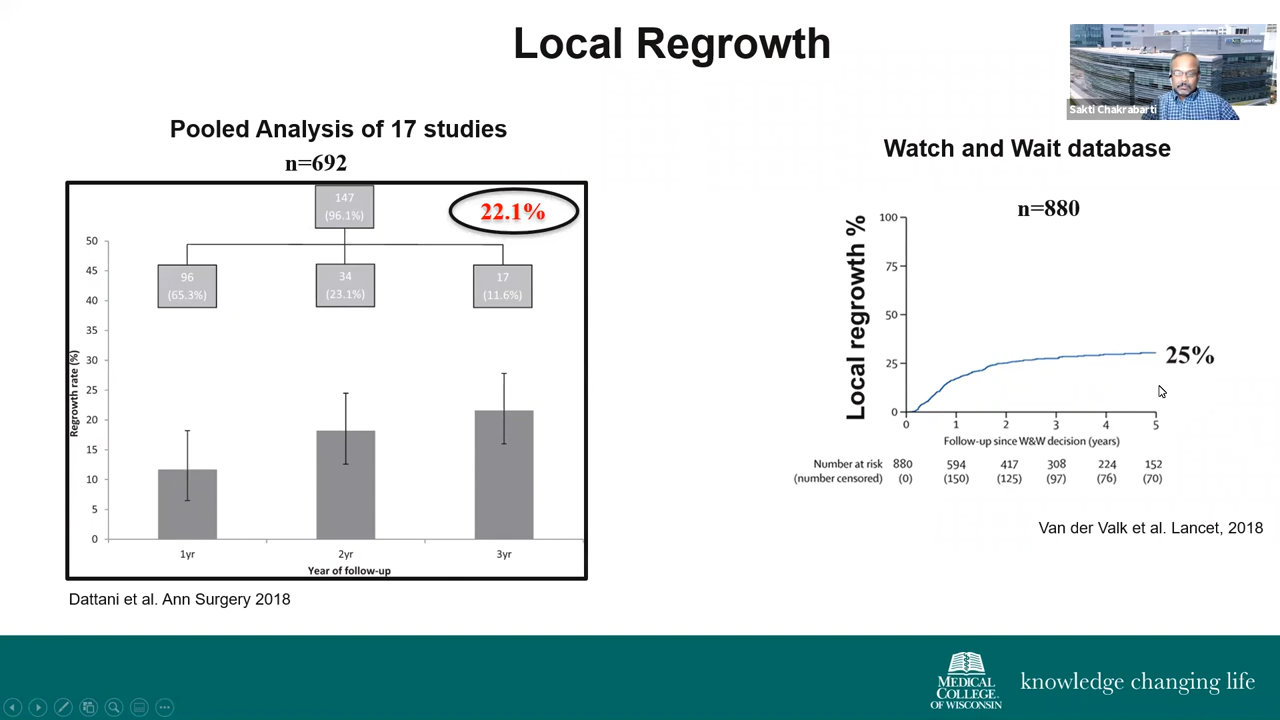 Local Regrowth
Sakti Chakrabarti
Pooled Analysis of 17 studies
n=692
147
(96.1%)
22.1%
96
(65.3%)
34
(23.1%)
17
(11.6%)
50
45
40
35
30
25
20
15
10
5
0
Regrowth rate (%)
1yr
2yr
3yr
Year of follow-up
Dattani et al. Ann Surgery 2018
Watch and Wait database
n=880
Local regrowth %
100
75
50
25
0
25%
0 1 2 3 4 5
Follow-up since W&W decision (years)
Number at risk 880 594 417 308 224 152
(number censored) (0) (150) (125) (97) (76) (70)
Van der Valk et al. Lancet, 2018
MEDICAL
COLLEGE
OF WISCONSIN
knowledge changing life